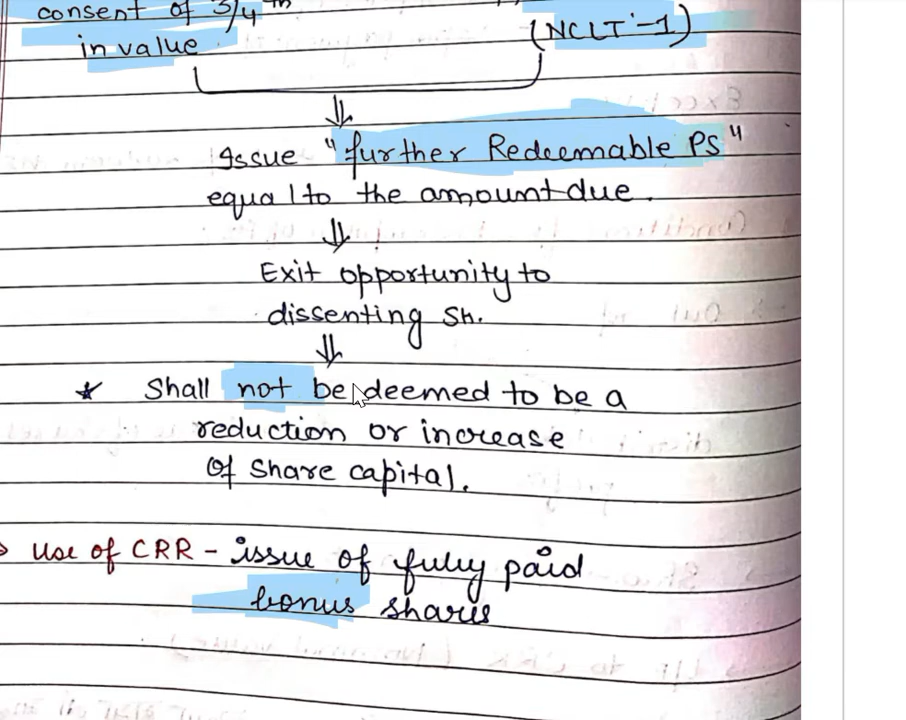 consent of 3/4th
in value
(NCLT-1)
Issue "further Redeemable PS"
equal to the amount due.
Exit opportunity to
dissenting SH.
* Shall not be deemed to be a
reduction or increase
of share capital.
Use of CRR - issue of fully paid
bonus shares